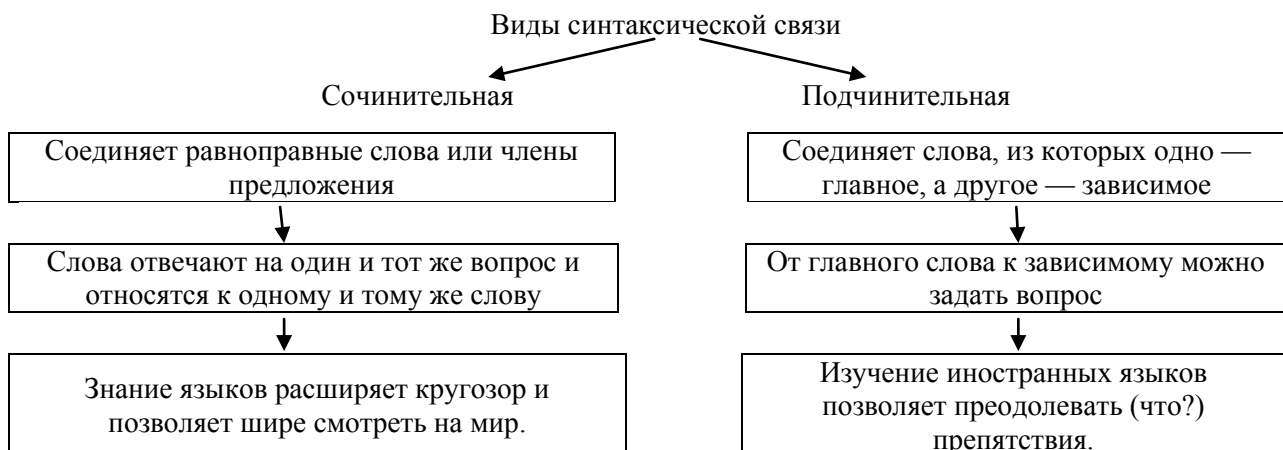 Виды синтаксической связи
Сочинительная
Подчинительная
Соединяет равноправные слова или члены
предложения
Соединяет слова, из которых одно —
главное, а другое — зависимое
Слова отвечают на один и тот же вопрос и
относятся к одному и тому же слову
От главного слова к зависимому можно
задать вопрос
Знание языков расширяет кругозор и
позволяет шире смотреть на мир.
Изучение иностранных языков
позволяет преодолевать (что?)
препятствия.